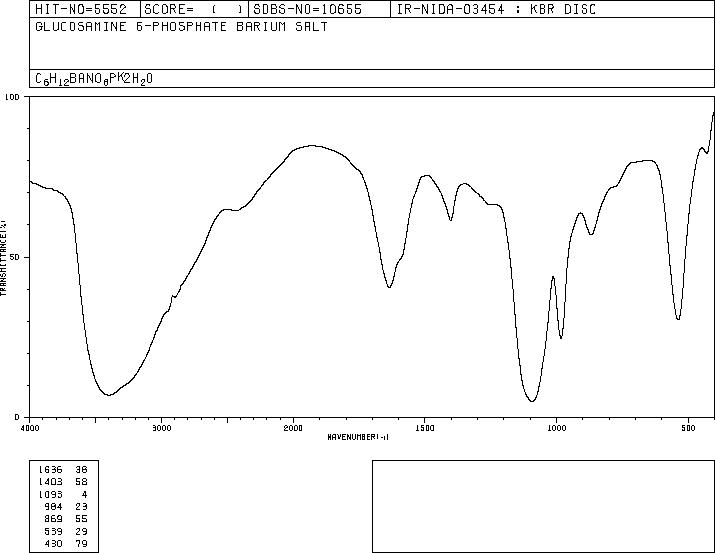 HIT-NO=5552 SCORE= ( ) SDBS-NO=10655 IR-NIDA-03454 : KBR DISC
GLUCOSAMINE 6-PHOSPHATE BARIUM SALT
C6H12BANO8PK2H2O
100
50
0
TRANSMITTANCE(%)
4000 3000 2000 1500 1000 500
WAVENUMBER(-1)
1636 38
1403 58
1093 4
984 23
869 55
539 29
430 79